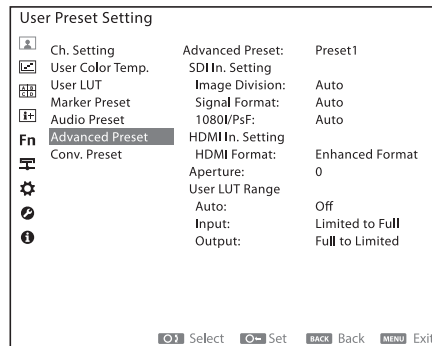 User Preset Setting
Ch. Setting
User Color Temp.
User LUT
Marker Preset
Audio Preset
Advanced Preset
Conv. Preset
A B
C D
i+
Fn
Advanced Preset: Preset1
SDI In. Setting
Image Division: Auto
Signal Format: Auto
1080I/PsF: Auto
HDMI In. Setting
HDMI Format: Enhanced Format
Aperture: 0
User LUT Range
Auto: Off
Input: Limited to Full
Output: Full to Limited
Select Set BACK Back MENU Exit